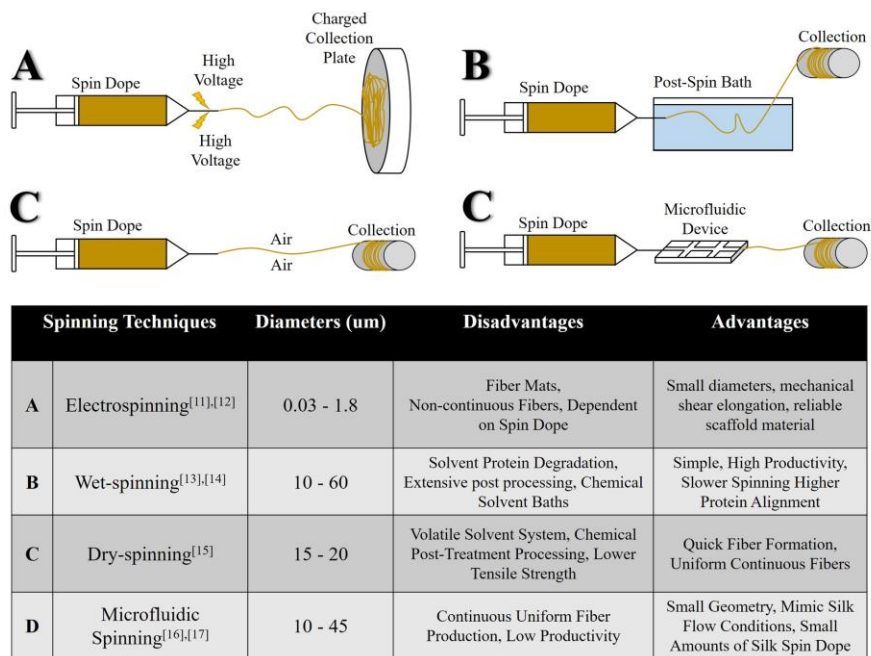 A
Spin Dope
High
Voltage
High
Voltage
Charged
Collection
Plate
B
Spin Dope
Post-Spin Bath
Collection
C
Spin Dope
Air
Air
Collection
C
Spin Dope
Microfluidic
Device
Collection
Spinning Techniques Diameters (um) Disadvantages Advantages
A Electrospinning[11],[12] 0.03 - 1.8
Fiber Mats,
Non-continuous Fibers, Dependent
on Spin Dope
Small diameters, mechanical
shear elongation, reliable
scaffold material
B Wet-spinning[13],[14] 10 - 60
Solvent Protein Degradation,
Extensive post processing, Chemical
Solvent Baths
Simple, High Productivity,
Slower Spinning Higher
Protein Alignment
C Dry-spinning[15] 15 - 20
Volatile Solvent System, Chemical
Post-Treatment Processing, Lower
Tensile Strength
Quick Fiber Formation,
Uniform Continuous Fibers
D Microfluidic
Spinning[16],[17] 10 - 45
Continuous Uniform Fiber
Production, Low Productivity
Small Geometry, Mimic Silk
Flow Conditions, Small
Amounts of Silk Spin Dope